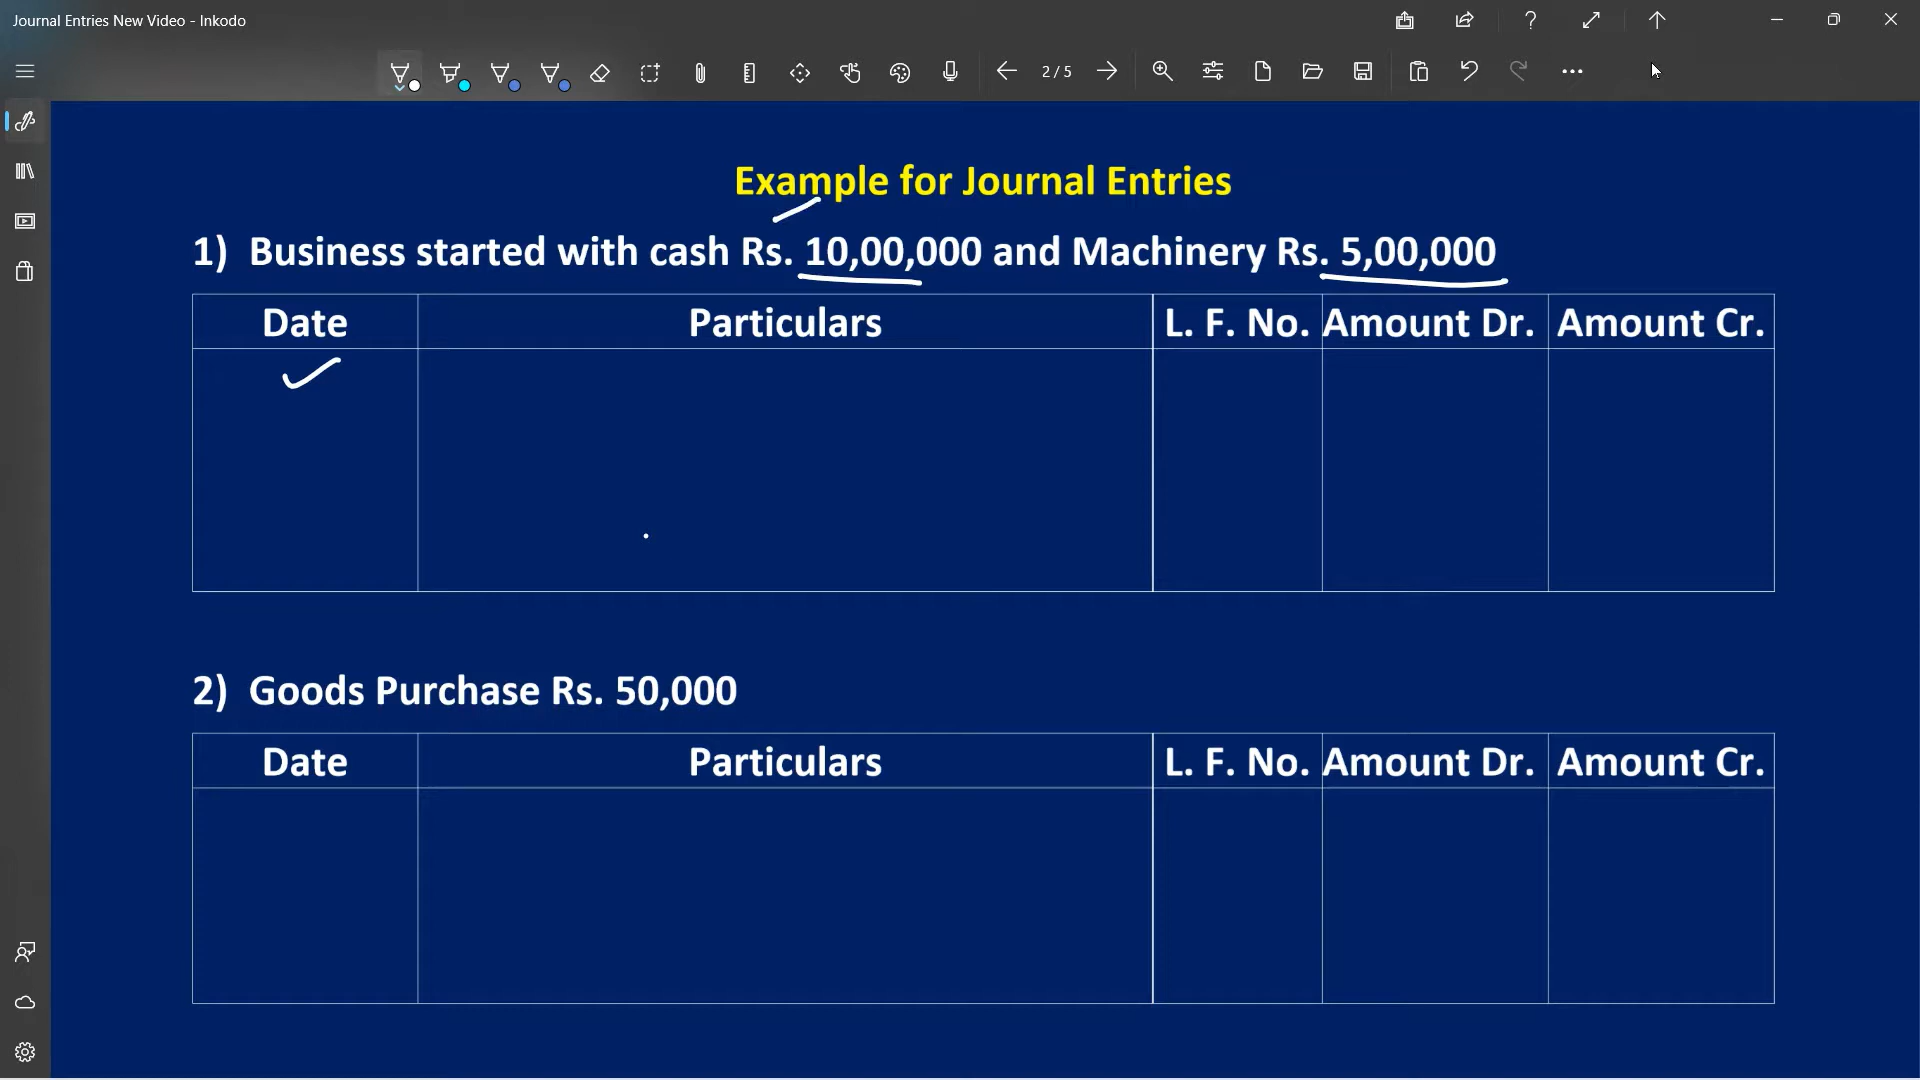 Journal Entries New Video - Inkodo
2 / 5
Example for Journal Entries
1) Business started with cash Rs. 10,00,000 and Machinery Rs. 5,00,000
Date Particulars L. F. No. Amount Dr. Amount Cr.
2) Goods Purchase Rs. 50,000
Date Particulars L. F. No. Amount Dr. Amount Cr.